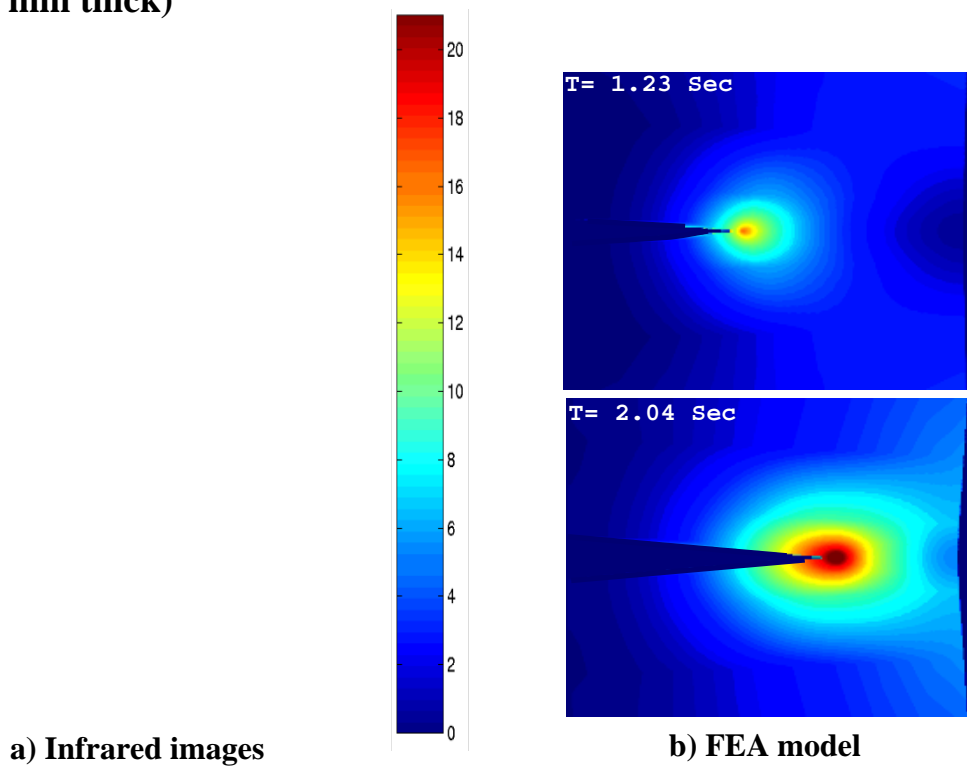 mm thick)
20
18
16
14
12
10
8
6
4
2
0
T= 1.23 Sec
T= 2.04 Sec
a) Infrared images
b) FEA model